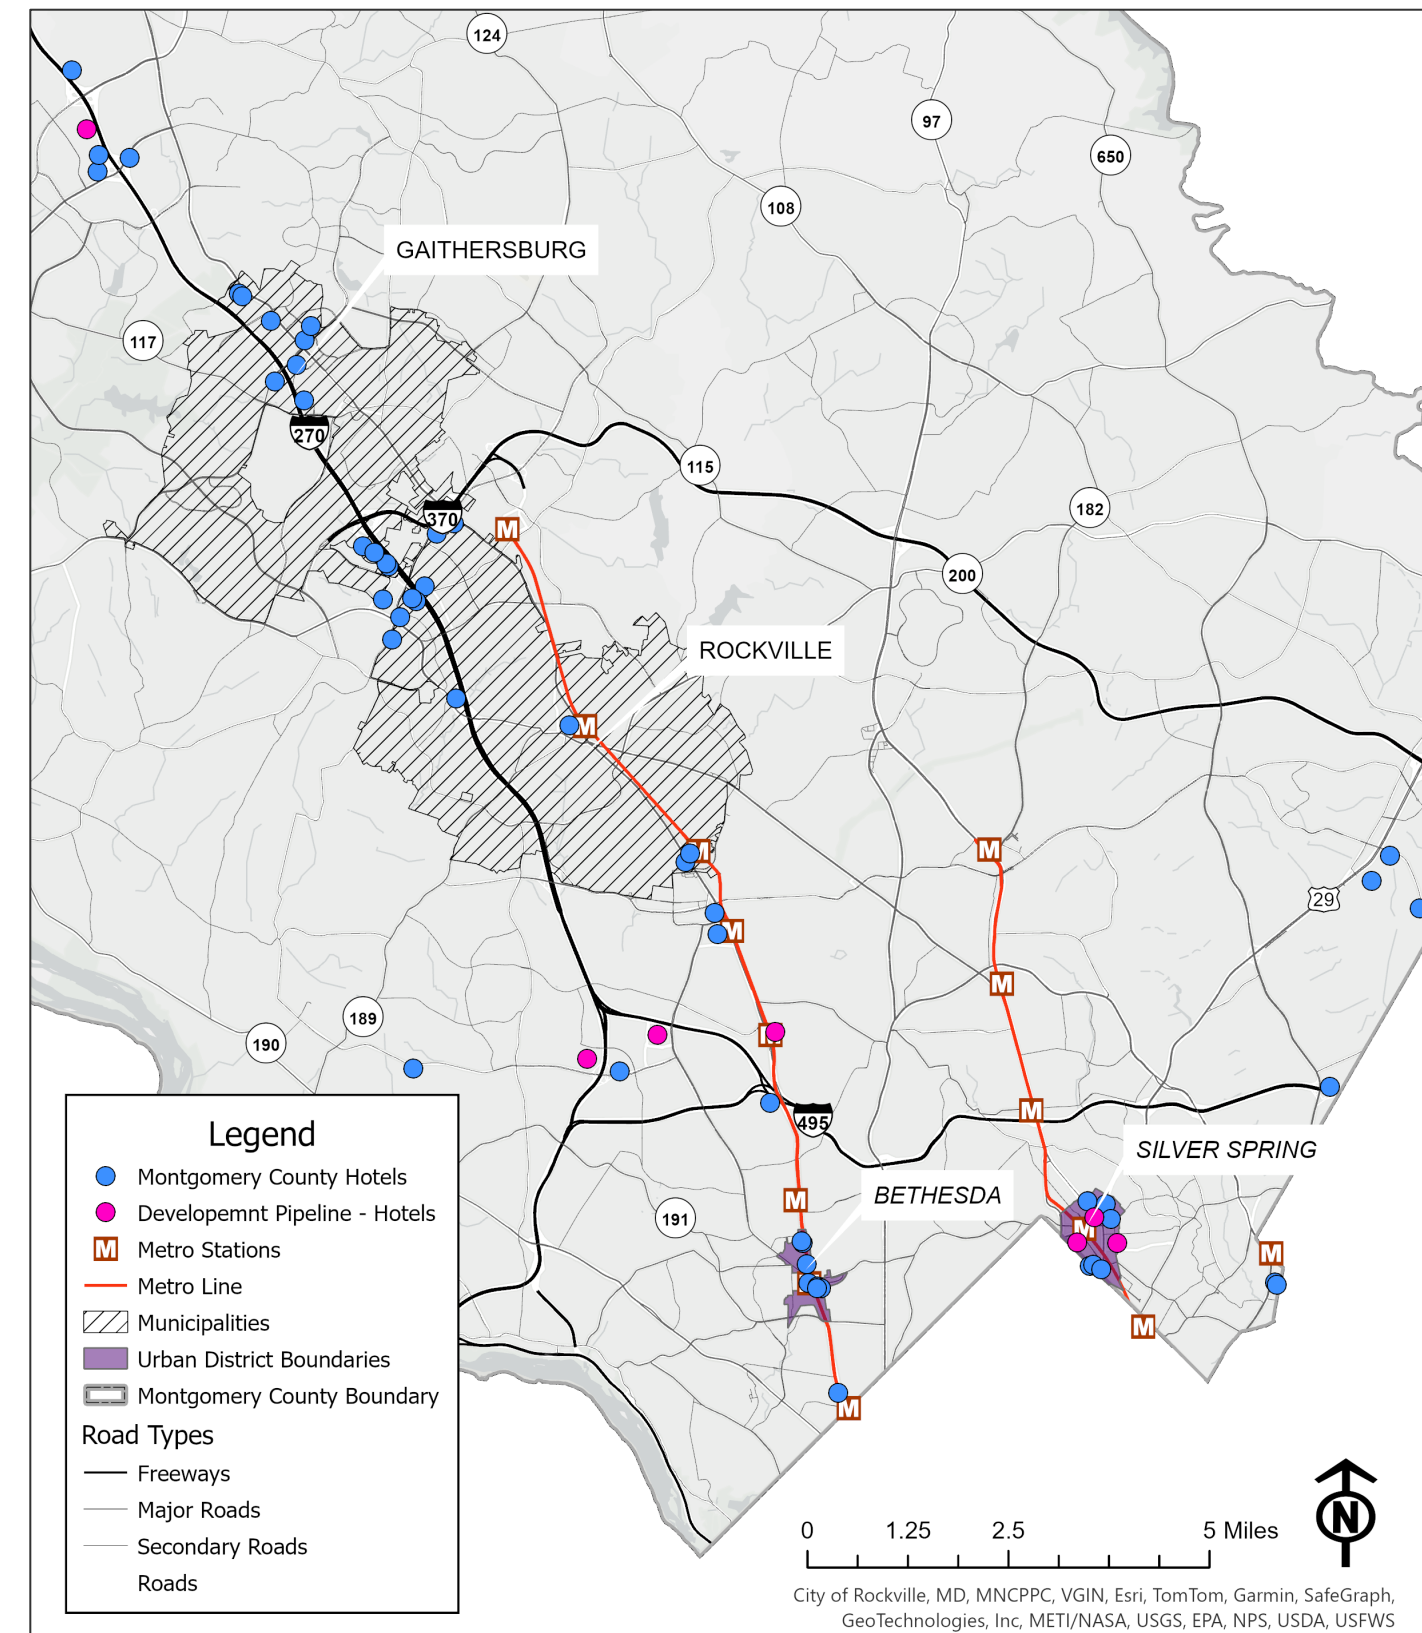 124
97
650
108
GAITHERSBURG
117
270
115
370
182
200
ROCKVILLE
M
M
M
M
29
M
M
M
189
190
M
495
M
SILVER SPRING
BETHESDA
191
M
M
M
M
M
M
Legend
Montgomery County Hotels
Developemnt Pipeline - Hotels
M Metro Stations
Metro Line
Municipalities
Urban District Boundaries
Montgomery County Boundary
Road Types
Freeways
Major Roads
Secondary Roads
Roads
0 1.25 2.5 5 Miles
N
City of Rockville, MD, MNCPPC, VGIN, Esri, TomTom, Garmin, SafeGraph,
GeoTechnologies, Inc, METI/NASA, USGS, EPA, NPS, USDA, USFWS